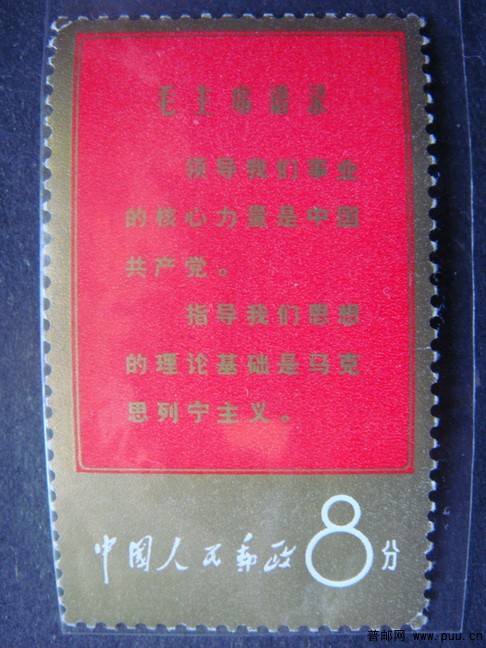 毛主席语录
领导我们事业
的核心力量是中国
共产党。
指导我们思想
的理论基础是马克
思列宁主义。
中国人民邮政 8分
普邮网 www.puu.cn